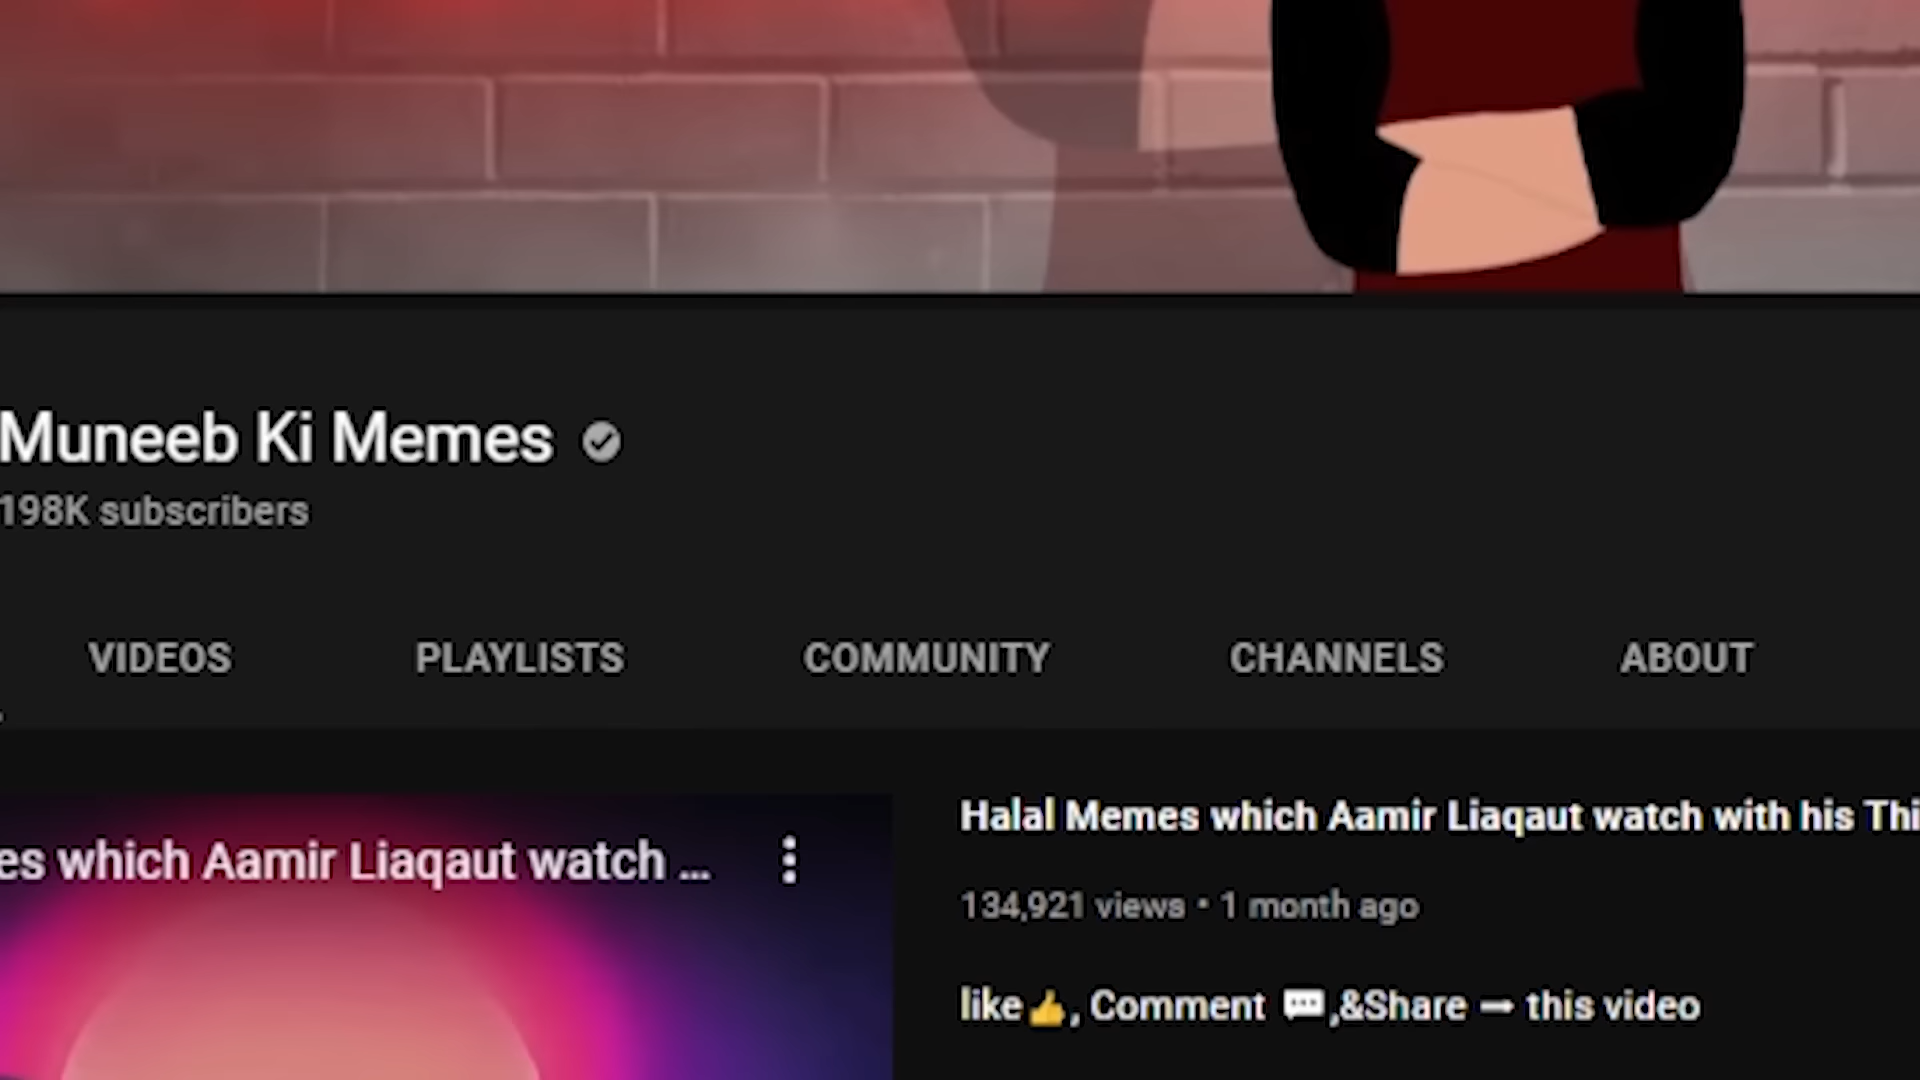 Muneeb Ki Memes
198K subscribers
VIDEOS PLAYLISTS COMMUNITY CHANNELS ABOUT
es which Aamir Liaqaut watch ...
Halal Memes which Aamir Liaqaut watch with his Thi
134,921 views • 1 month ago
like👍, Comment 💬,&Share ➞ this video